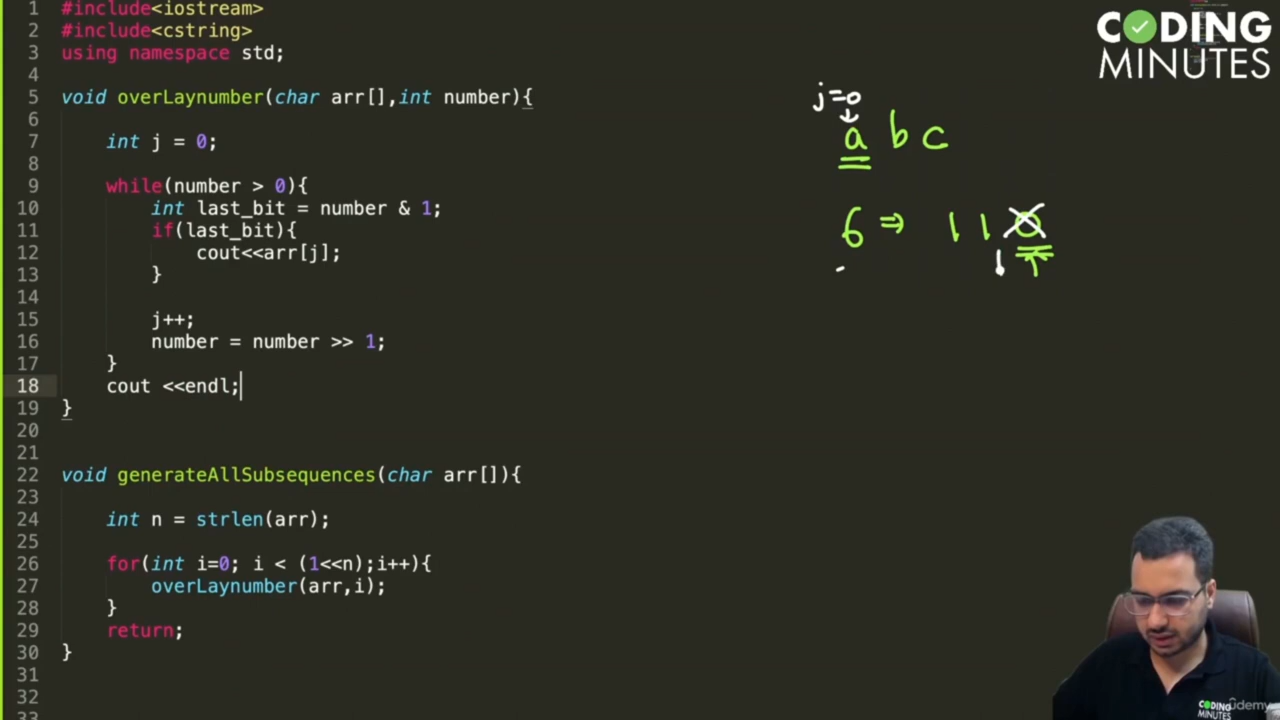 1 #include<iostream>
2 #include<cstring>
3 using namespace std;
4
5 void overLaynumber(char arr[],int number){
6
7     int j = 0;
8
9     while(number > 0){
10         int last_bit = number & 1;
11         if(last_bit){
12             cout<<arr[j];
13         }
14
15         j++;
16         number = number >> 1;
17     }
18     cout <<endl;
19 }
20
21
22 void generateAllSubsequences(char arr[]){
23
24     int n = strlen(arr);
25
26     for(int i=0; i < (1<<n);i++){
27         overLaynumber(arr,i);
28     }
29     return;
30 }
31
32
33
CODING
MINUTES
j=0
a b c
6 ⇒ 1 1 0
CODING
MINUTES
ûdemy